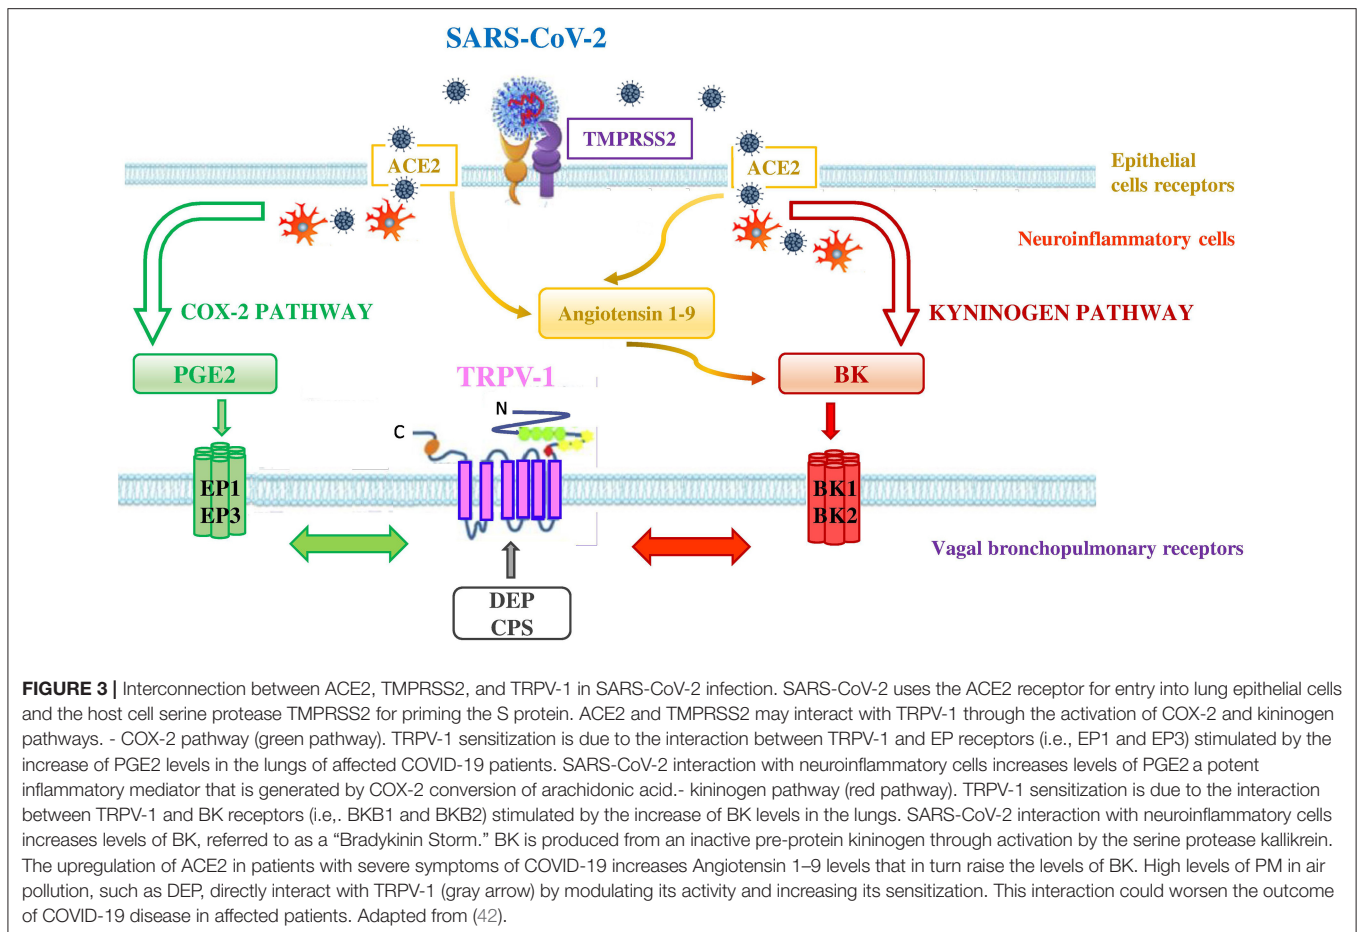 SARS-CoV-2
TMPRSS2
ACE2
ACE2
Epithelial
cells receptors
Neuroinflammatory cells
COX-2 PATHWAY
Angiotensin 1-9
KYNINOGEN PATHWAY
PGE2
TRPV-1
BK
N
C
EP1
EP3
BK1
BK2
Vagal bronchopulmonary receptors
DEP
CPS
FIGURE 3 | Interconnection between ACE2, TMPRSS2, and TRPV-1 in SARS-CoV-2 infection. SARS-CoV-2 uses the ACE2 receptor for entry into lung epithelial cells
and the host cell serine protease TMPRSS2 for priming the S protein. ACE2 and TMPRSS2 may interact with TRPV-1 through the activation of COX-2 and kininogen
pathways. - COX-2 pathway (green pathway). TRPV-1 sensitization is due to the interaction between TRPV-1 and EP receptors (i.e., EP1 and EP3) stimulated by the
increase of PGE2 levels in the lungs of affected COVID-19 patients. SARS-CoV-2 interaction with neuroinflammatory cells increases levels of PGE2 a potent
inflammatory mediator that is generated by COX-2 conversion of arachidonic acid.- kininogen pathway (red pathway). TRPV-1 sensitization is due to the interaction
between TRPV-1 and BK receptors (i.e,. BKB1 and BKB2) stimulated by the increase of BK levels in the lungs. SARS-CoV-2 interaction with neuroinflammatory cells
increases levels of BK, referred to as a “Bradykinin Storm.” BK is produced from an inactive pre-protein kininogen through activation by the serine protease kallikrein.
The upregulation of ACE2 in patients with severe symptoms of COVID-19 increases Angiotensin 1–9 levels that in turn raise the levels of BK. High levels of PM in air
pollution, such as DEP, directly interact with TRPV-1 (gray arrow) by modulating its activity and increasing its sensitization. This interaction could worsen the outcome
of COVID-19 disease in affected patients. Adapted from (42).